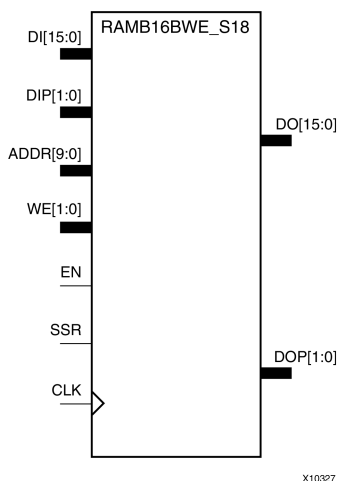 RAMB16BWE_S18
DI[15:0]
DIP[1:0]
ADDR[9:0]
WE[1:0]
EN
SSR
CLK
DO[15:0]
DOP[1:0]
X10327